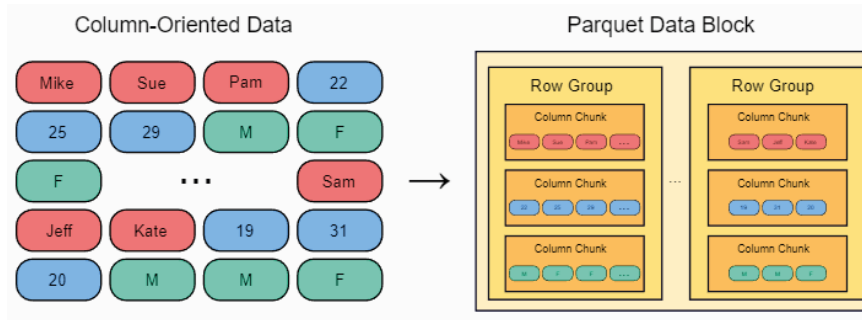 Column-Oriented Data
Mike Sue Pam 22
25 29 M F
F ... Sam
Jeff Kate 19 31
20 M M F
Parquet Data Block
Row Group
Column Chunk
Mike Sue Pam ...
Column Chunk
22 25 29 ...
Column Chunk
M F F ...
...
Row Group
Column Chunk
Sam Jeff Kate
Column Chunk
19 31 20
Column Chunk
M M F